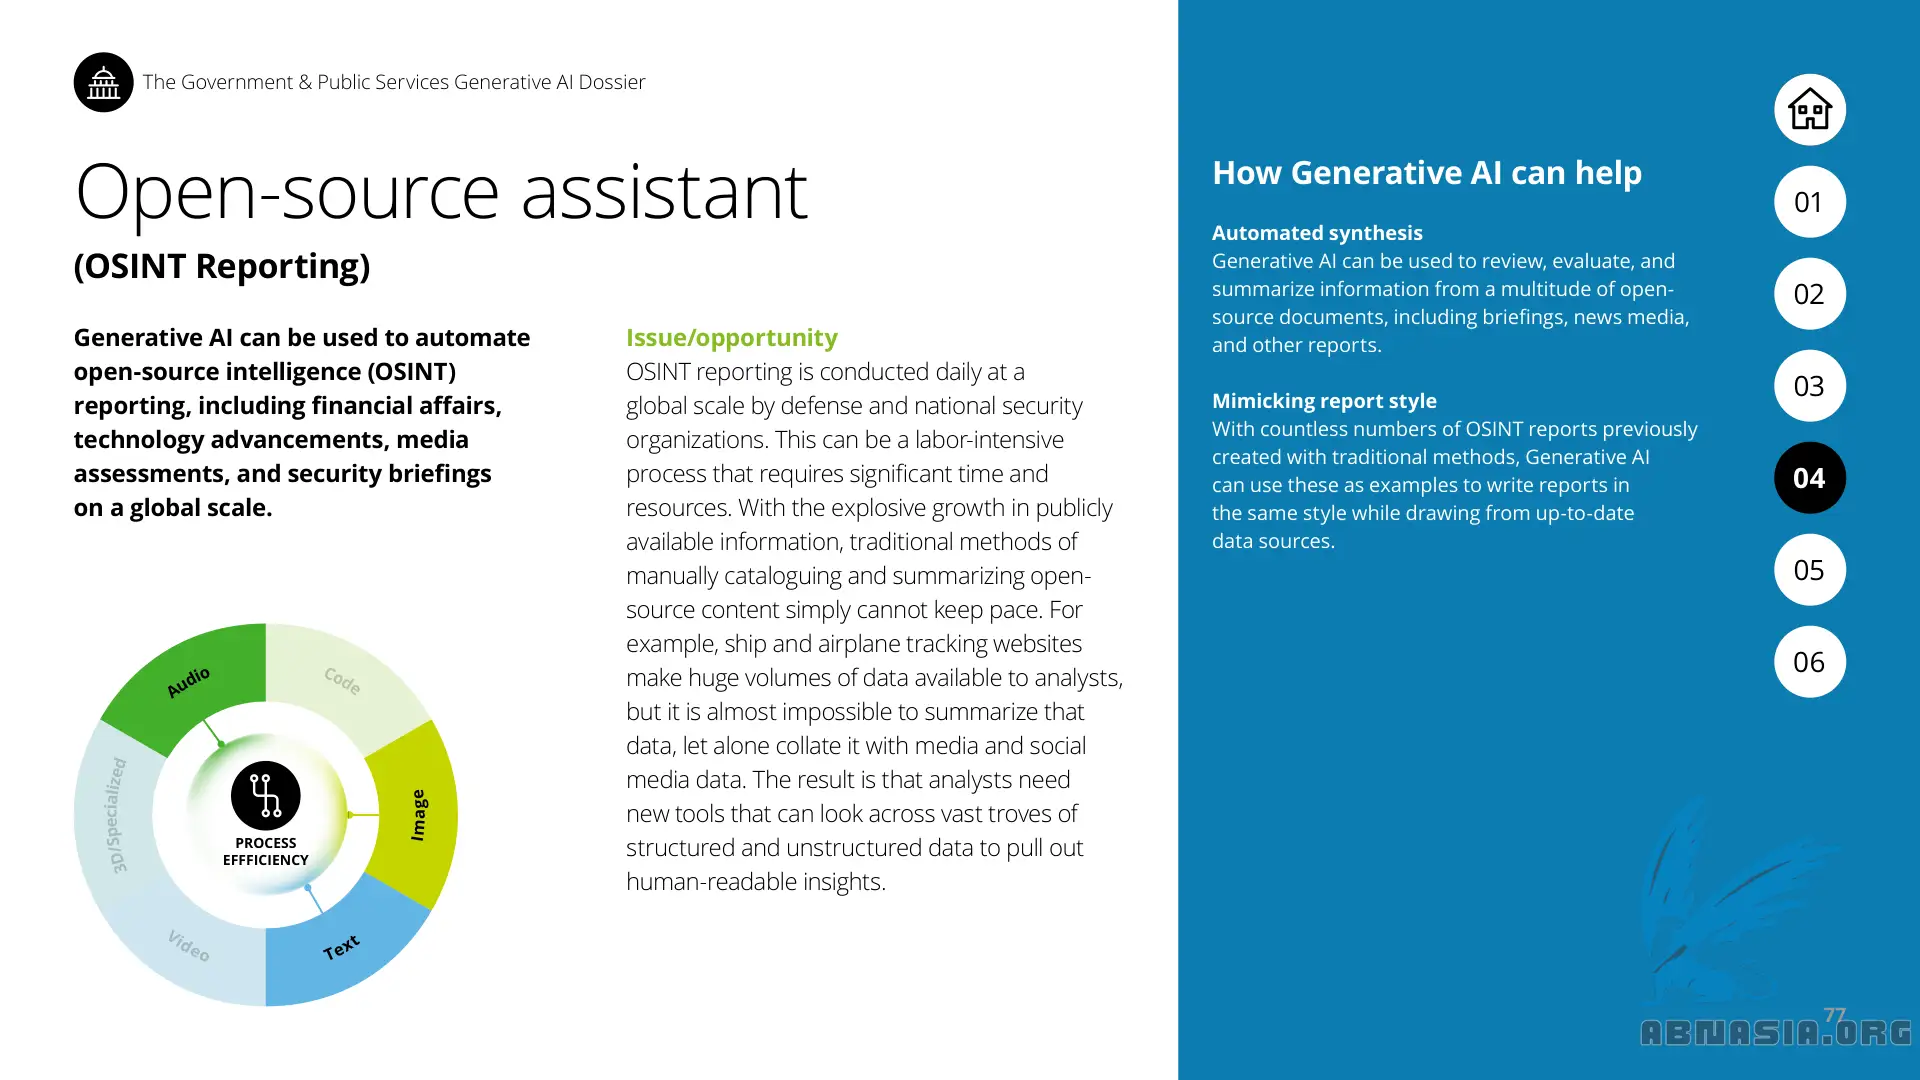 The Government & Public Services Generative AI Dossier
Open-source assistant
(OSINT Reporting)
Generative AI can be used to automate
open-source intelligence (OSINT)
reporting, including financial affairs,
technology advancements, media
assessments, and security briefings
on a global scale.
Audio
Code
Image
Text
Video
3D/Specialized
PROCESS
EFFFICIENCY
Issue/opportunity
OSINT reporting is conducted daily at a
global scale by defense and national security
organizations. This can be a labor-intensive
process that requires significant time and
resources. With the explosive growth in publicly
available information, traditional methods of
manually cataloguing and summarizing open-
source content simply cannot keep pace. For
example, ship and airplane tracking websites
make huge volumes of data available to analysts,
but it is almost impossible to summarize that
data, let alone collate it with media and social
media data. The result is that analysts need
new tools that can look across vast troves of
structured and unstructured data to pull out
human-readable insights.
How Generative AI can help
Automated synthesis
Generative AI can be used to review, evaluate, and
summarize information from a multitude of open-
source documents, including briefings, news media,
and other reports.
Mimicking report style
With countless numbers of OSINT reports previously
created with traditional methods, Generative AI
can use these as examples to write reports in
the same style while drawing from up-to-date
data sources.
01
02
03
04
05
06
77
ABNASIA.ORG